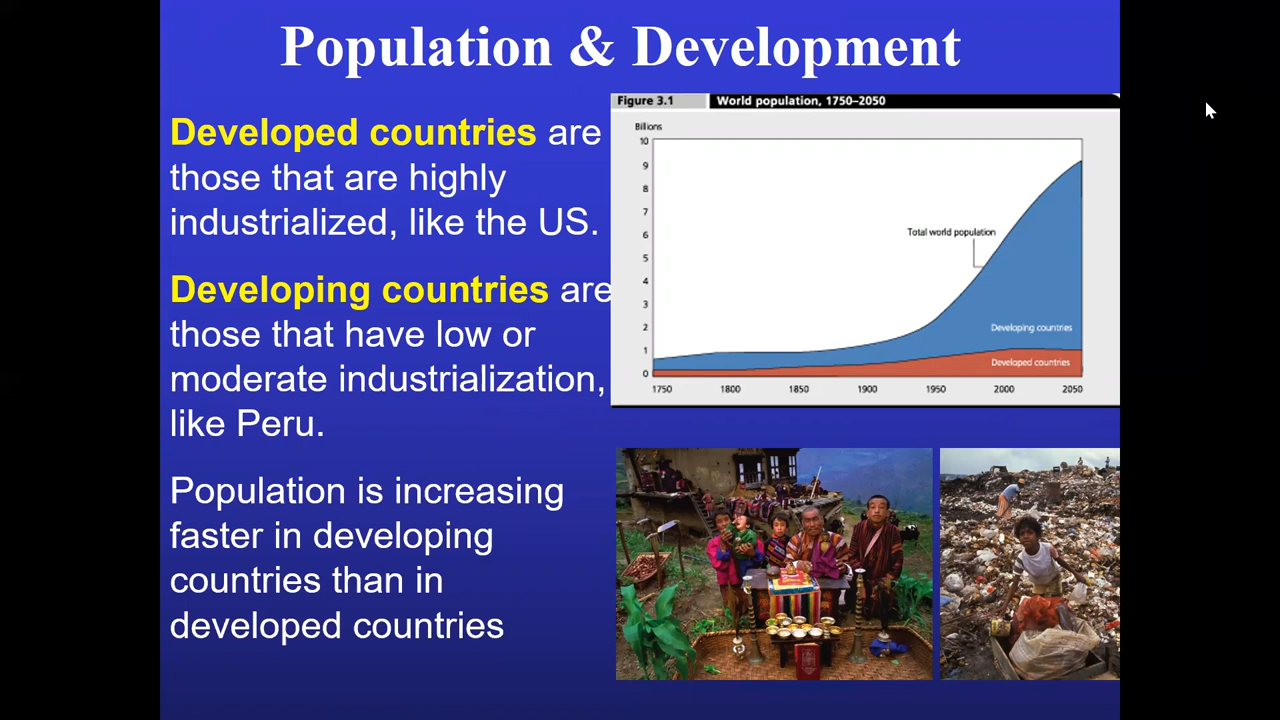 Population & Development
Developed countries are
those that are highly
industrialized, like the US.
Developing countries are
those that have low or
moderate industrialization,
like Peru.
Population is increasing
faster in developing
countries than in
developed countries
Figure 3.1 World population, 1750–2050
Billions
10
9
8
7
6
5
4
3
2
1
0
Total world population
Developing countries
Developed countries
1750 1800 1850 1900 1950 2000 2050